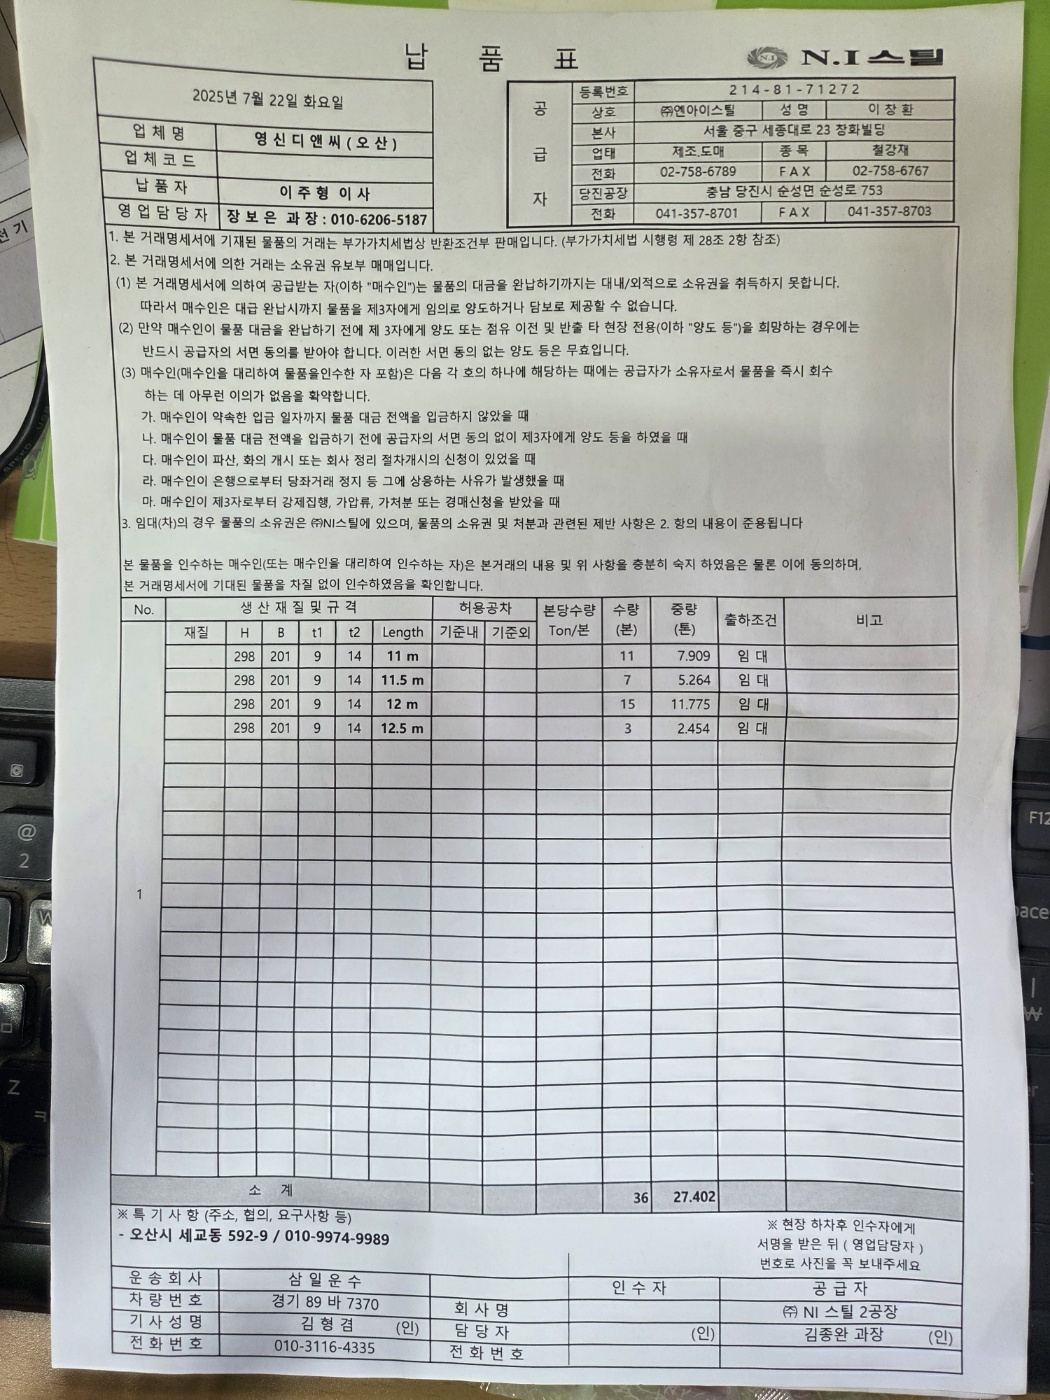 납 품 표
N.I 스틸
2025년 7월 22일 화요일
업 체 명 영 신 디 앤 씨 ( 오 산 )
업 체 코 드
납 품 자 이 주 형 이 사
영 업 담 당 자 장 보 은 과 장 : 010-6206-5187
공 급 자
등록번호 214-81-71272
상호 ㈜엔아이스틸 성 명 이 창 환
본사 서울 중구 세종대로 23 창화빌딩
업태 제조.도매 종 목 철강재
전화 02-758-6789 F A X 02-758-6767
당진공장 충남 당진시 순성면 순성로 753
전화 041-357-8701 F A X 041-357-8703
1. 본 거래명세서에 기재된 물품의 거래는 부가가치세법상 반환조건부 판매입니다. (부가가치세법 시행령 제 28조 2항 참조)
2. 본 거래명세서에 의한 거래는 소유권 유보부 매매입니다.
(1) 본 거래명세서에 의하여 공급받는 자(이하 "매수인")는 물품의 대금을 완납하기까지는 대내/외적으로 소유권을 취득하지 못합니다.
따라서 매수인은 대급 완납시까지 물품을 제3자에게 임의로 양도하거나 담보로 제공할 수 없습니다.
(2) 만약 매수인이 물품 대금을 완납하기 전에 제 3자에게 양도 또는 점유 이전 및 반출 타 현장 전용(이하 "양도 등")을 희망하는 경우에는
반드시 공급자의 서면 동의를 받아야 합니다. 이러한 서면 동의 없는 양도 등은 무효입니다.
(3) 매수인(매수인을 대리하여 물품을인수한 자 포함)은 다음 각 호의 하나에 해당하는 때에는 공급자가 소유자로서 물품을 즉시 회수
하는 데 아무런 이의가 없음을 확약합니다.
가. 매수인이 약속한 입금 일자까지 물품 대금 전액을 입금하지 않았을 때
나. 매수인이 물품 대금 전액을 입금하기 전에 공급자의 서면 동의 없이 제3자에게 양도 등을 하였을 때
다. 매수인이 파산, 화의 개시 또는 회사 정리 절차개시의 신청이 있었을 때
라. 매수인이 은행으로부터 당좌거래 정지 등 그에 상응하는 사유가 발생했을 때
마. 매수인이 제3자로부터 강제집행, 가압류, 가처분 또는 경매신청을 받았을 때
3. 임대(차)의 경우 물품의 소유권은 ㈜NI스틸에 있으며, 물품의 소유권 및 처분과 관련된 제반 사항은 2. 항의 내용이 준용됩니다
본 물품을 인수하는 매수인(또는 매수인을 대리하여 인수하는 자)은 본거래의 내용 및 위 사항을 충분히 숙지 하였음은 물론 이에 동의하며,
본 거래명세서에 기대된 물품을 차질 없이 인수하였음을 확인합니다.
No. 생 산 재 질 및 규 격 허용공차 본당수량 Ton/본 수량 (본) 중량 (톤) 출하조건 비고
재질 H B t1 t2 Length 기준내 기준외
298 201 9 14 11 m 11 7.909 임 대
298 201 9 14 11.5 m 7 5.264 임 대
298 201 9 14 12 m 15 11.775 임 대
298 201 9 14 12.5 m 3 2.454 임 대
1
소 계 36 27.402
※ 특 기 사 항 (주소, 협의, 요구사항 등)
- 오산시 세교동 592-9 / 010-9974-9989
※ 현장 하차후 인수자에게
서명을 받은 뒤 ( 영업담당자 )
번호로 사진을 꼭 보내주세요
운 송 회 사 삼 일 운 수 인 수 자 공 급 자
차 량 번 호 경기 89 바 7370 회 사 명 ㈜ NI 스틸 2공장
기 사 성 명 김 형 겸 (인) 담 당 자 (인) 김종완 과장 (인)
전 화 번 호 010-3116-4335 전 화 번 호
@
2
W
Z
ㅋ
F12